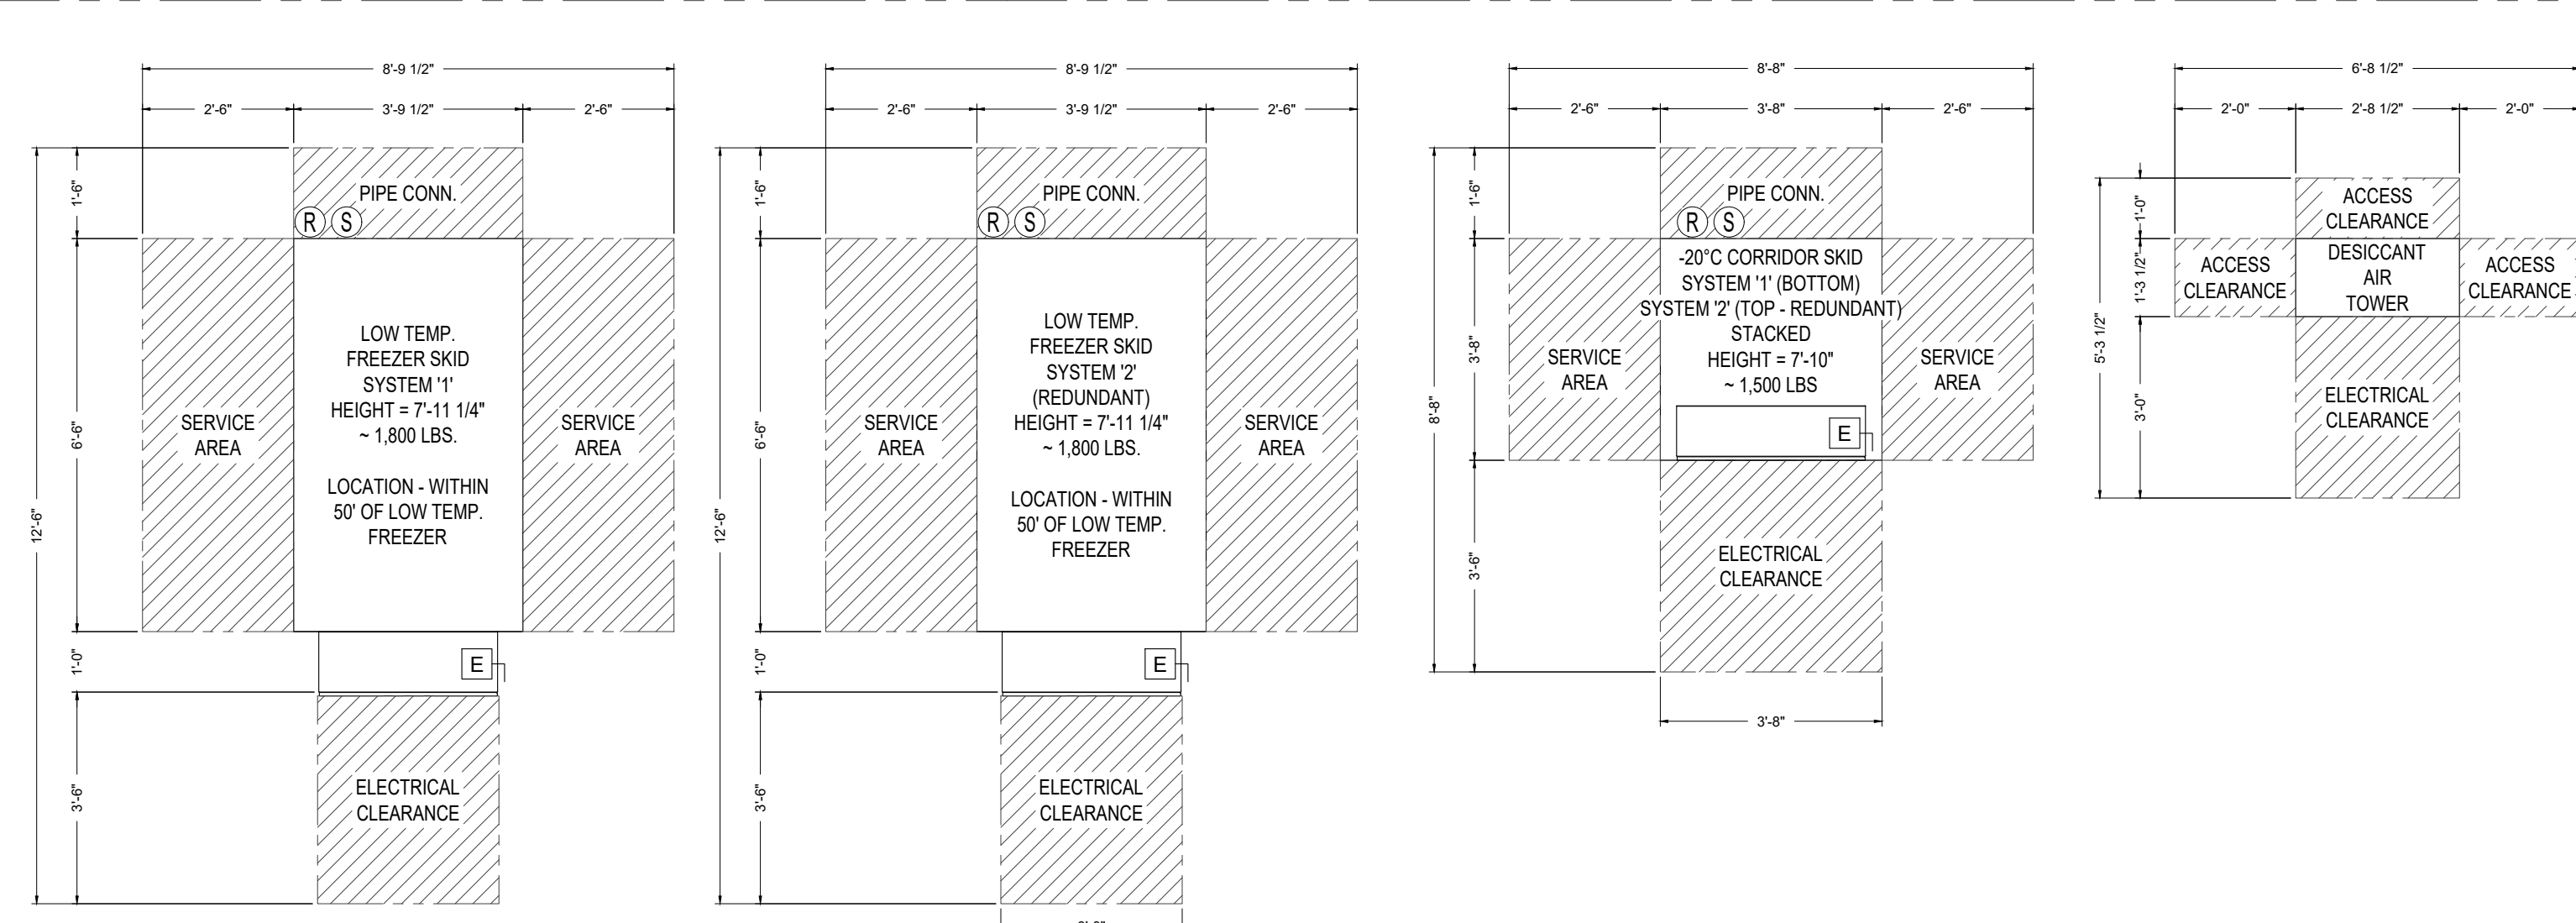 8'-9 1/2"
2'-6"
3'-9 1/2"
2'-6"
12'-6"
1'-6"
6'-6"
1'-0"
3'-6"
PIPE CONN.
R
S
SERVICE
AREA
LOW TEMP.
FREEZER SKID
SYSTEM '1'
HEIGHT = 7'-11 1/4"
~ 1,800 LBS.
LOCATION - WITHIN
50' OF LOW TEMP.
FREEZER
SERVICE
AREA
E
ELECTRICAL
CLEARANCE
8'-9 1/2"
2'-6"
3'-9 1/2"
2'-6"
12'-6"
1'-6"
6'-6"
1'-0"
3'-6"
PIPE CONN.
R
S
SERVICE
AREA
LOW TEMP.
FREEZER SKID
SYSTEM '2'
(REDUNDANT)
HEIGHT = 7'-11 1/4"
~ 1,800 LBS.
LOCATION - WITHIN
50' OF LOW TEMP.
FREEZER
SERVICE
AREA
E
ELECTRICAL
CLEARANCE
8'-8"
2'-6"
3'-8"
2'-6"
8'-8"
1'-6"
3'-8"
3'-6"
PIPE CONN.
R
S
-20°C CORRIDOR SKID
SYSTEM '1' (BOTTOM)
SYSTEM '2' (TOP - REDUNDANT)
STACKED
HEIGHT = 7'-10"
~ 1,500 LBS
SERVICE
AREA
SERVICE
AREA
E
ELECTRICAL
CLEARANCE
3'-8"
6'-8 1/2"
2'-0"
2'-8 1/2"
2'-0"
5'-3 1/2"
1'-0"
1'-3 1/2"
3'-0"
ACCESS
CLEARANCE
ACCESS
CLEARANCE
DESICCANT
AIR
TOWER
ACCESS
CLEARANCE
ELECTRICAL
CLEARANCE